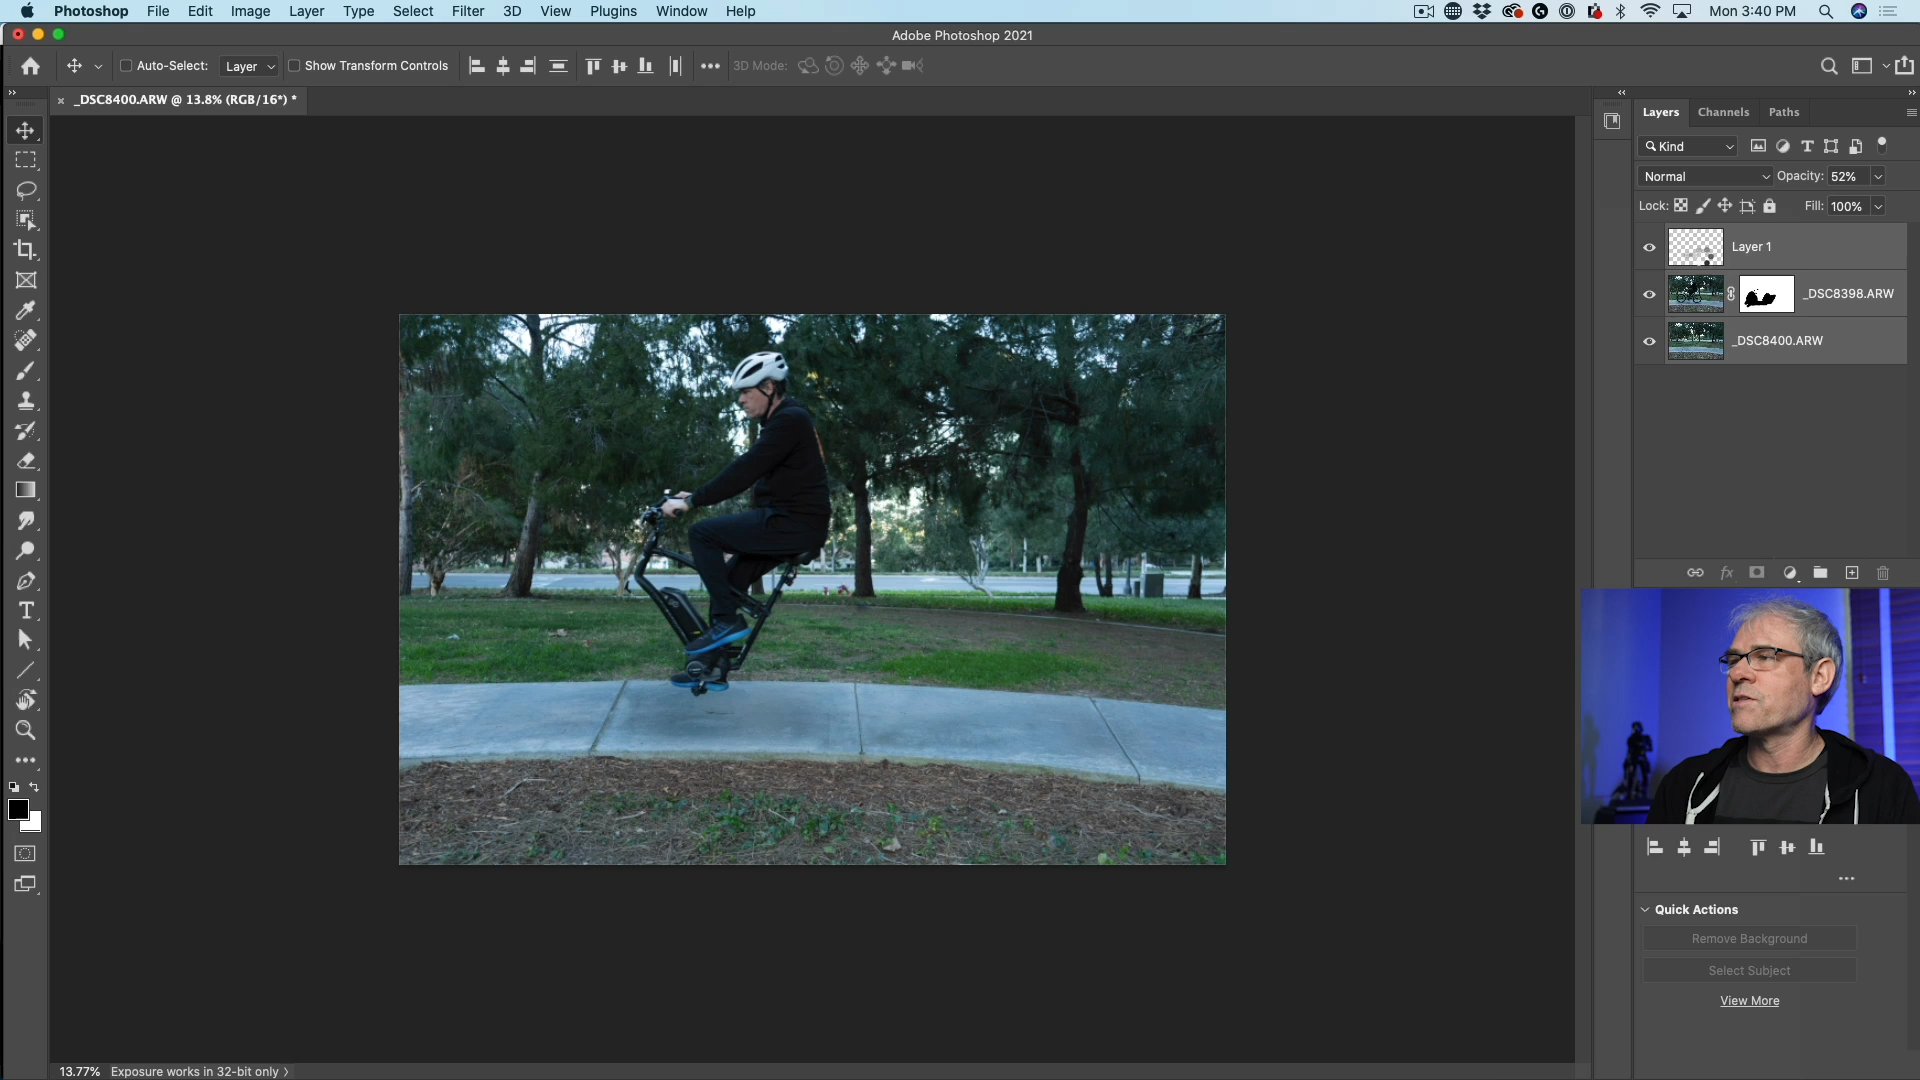 Photoshop File Edit Image Layer Type Select Filter 3D View Plugins Window Help Mon 3:40 PM
Adobe Photoshop 2021
Auto-Select: Layer Show Transform Controls 3D Mode:
_DSC8400.ARW @ 13.8% (RGB/16*) *
Layers Channels Paths
Kind
Normal Opacity: 52%
Lock: Fill: 100%
Layer 1
_DSC8398.ARW
_DSC8400.ARW
Quick Actions
Remove Background
Select Subject
View More
13.77% Exposure works in 32-bit only